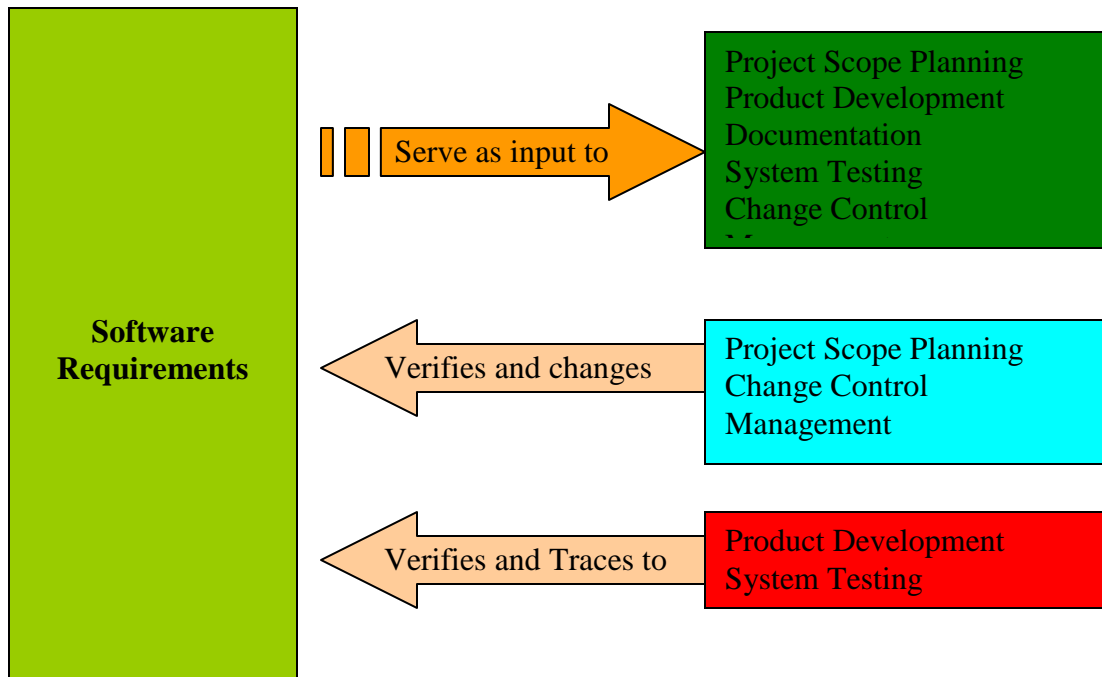 Software
Requirements
Serve as input to
Project Scope Planning
Product Development
Documentation
System Testing
Change Control
Verifies and changes
Project Scope Planning
Change Control
Management
Verifies and Traces to
Product Development
System Testing